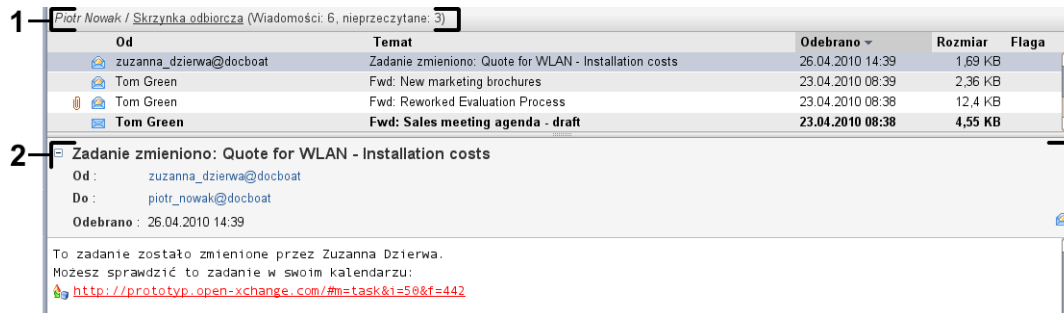 1 Piotr Nowak / Skrzynka odbiorcza (Wiadomości: 6, nieprzeczytane: 3)
Od Temat Odebrano Rozmiar Flaga
zuzanna_dzierwa@docboat Zadanie zmieniono: Quote for WLAN - Installation costs 26.04.2010 14:39 1,69 KB
Tom Green Fwd: New marketing brochures 23.04.2010 08:39 2,36 KB
Tom Green Fwd: Reworked Evaluation Process 23.04.2010 08:38 12,4 KB
Tom Green Fwd: Sales meeting agenda - draft 23.04.2010 08:38 4,55 KB
2 Zadanie zmieniono: Quote for WLAN - Installation costs
Od : zuzanna_dzierwa@docboat
Do : piotr_nowak@docboat
Odebrano : 26.04.2010 14:39
To zadanie zostało zmienione przez Zuzanna Dzierwa.
Możesz sprawdzić to zadanie w swoim kalendarzu:
http://prototyp.open-xchange.com/#m=task&i=50&f=442